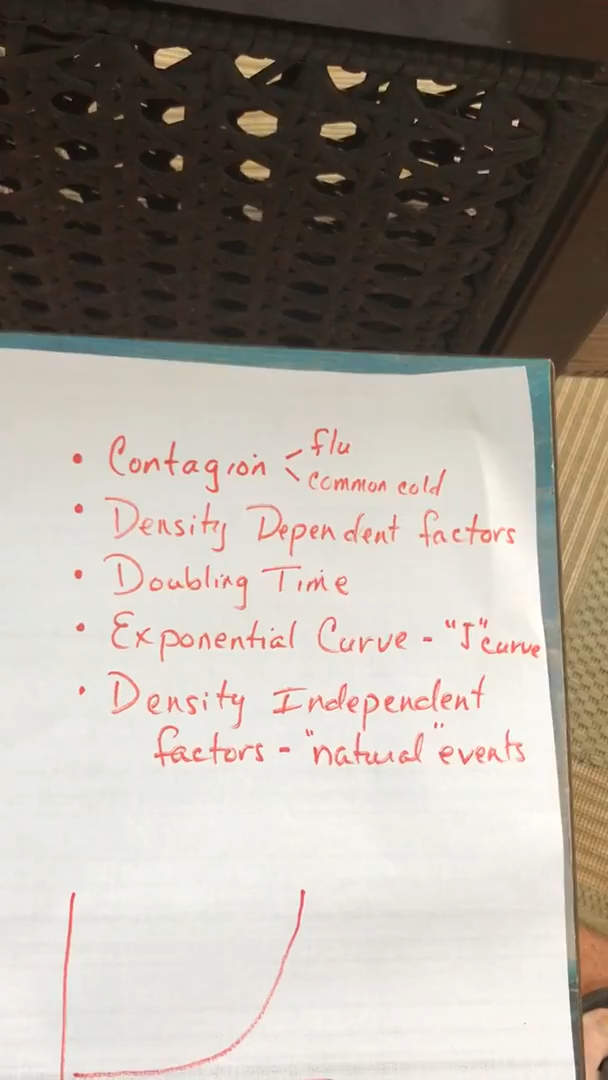 • Contagion < flu
common cold
• Density Dependent factors
• Doubling Time
• Exponential Curve - "J" curve
• Density Independent
factors - "natural" events